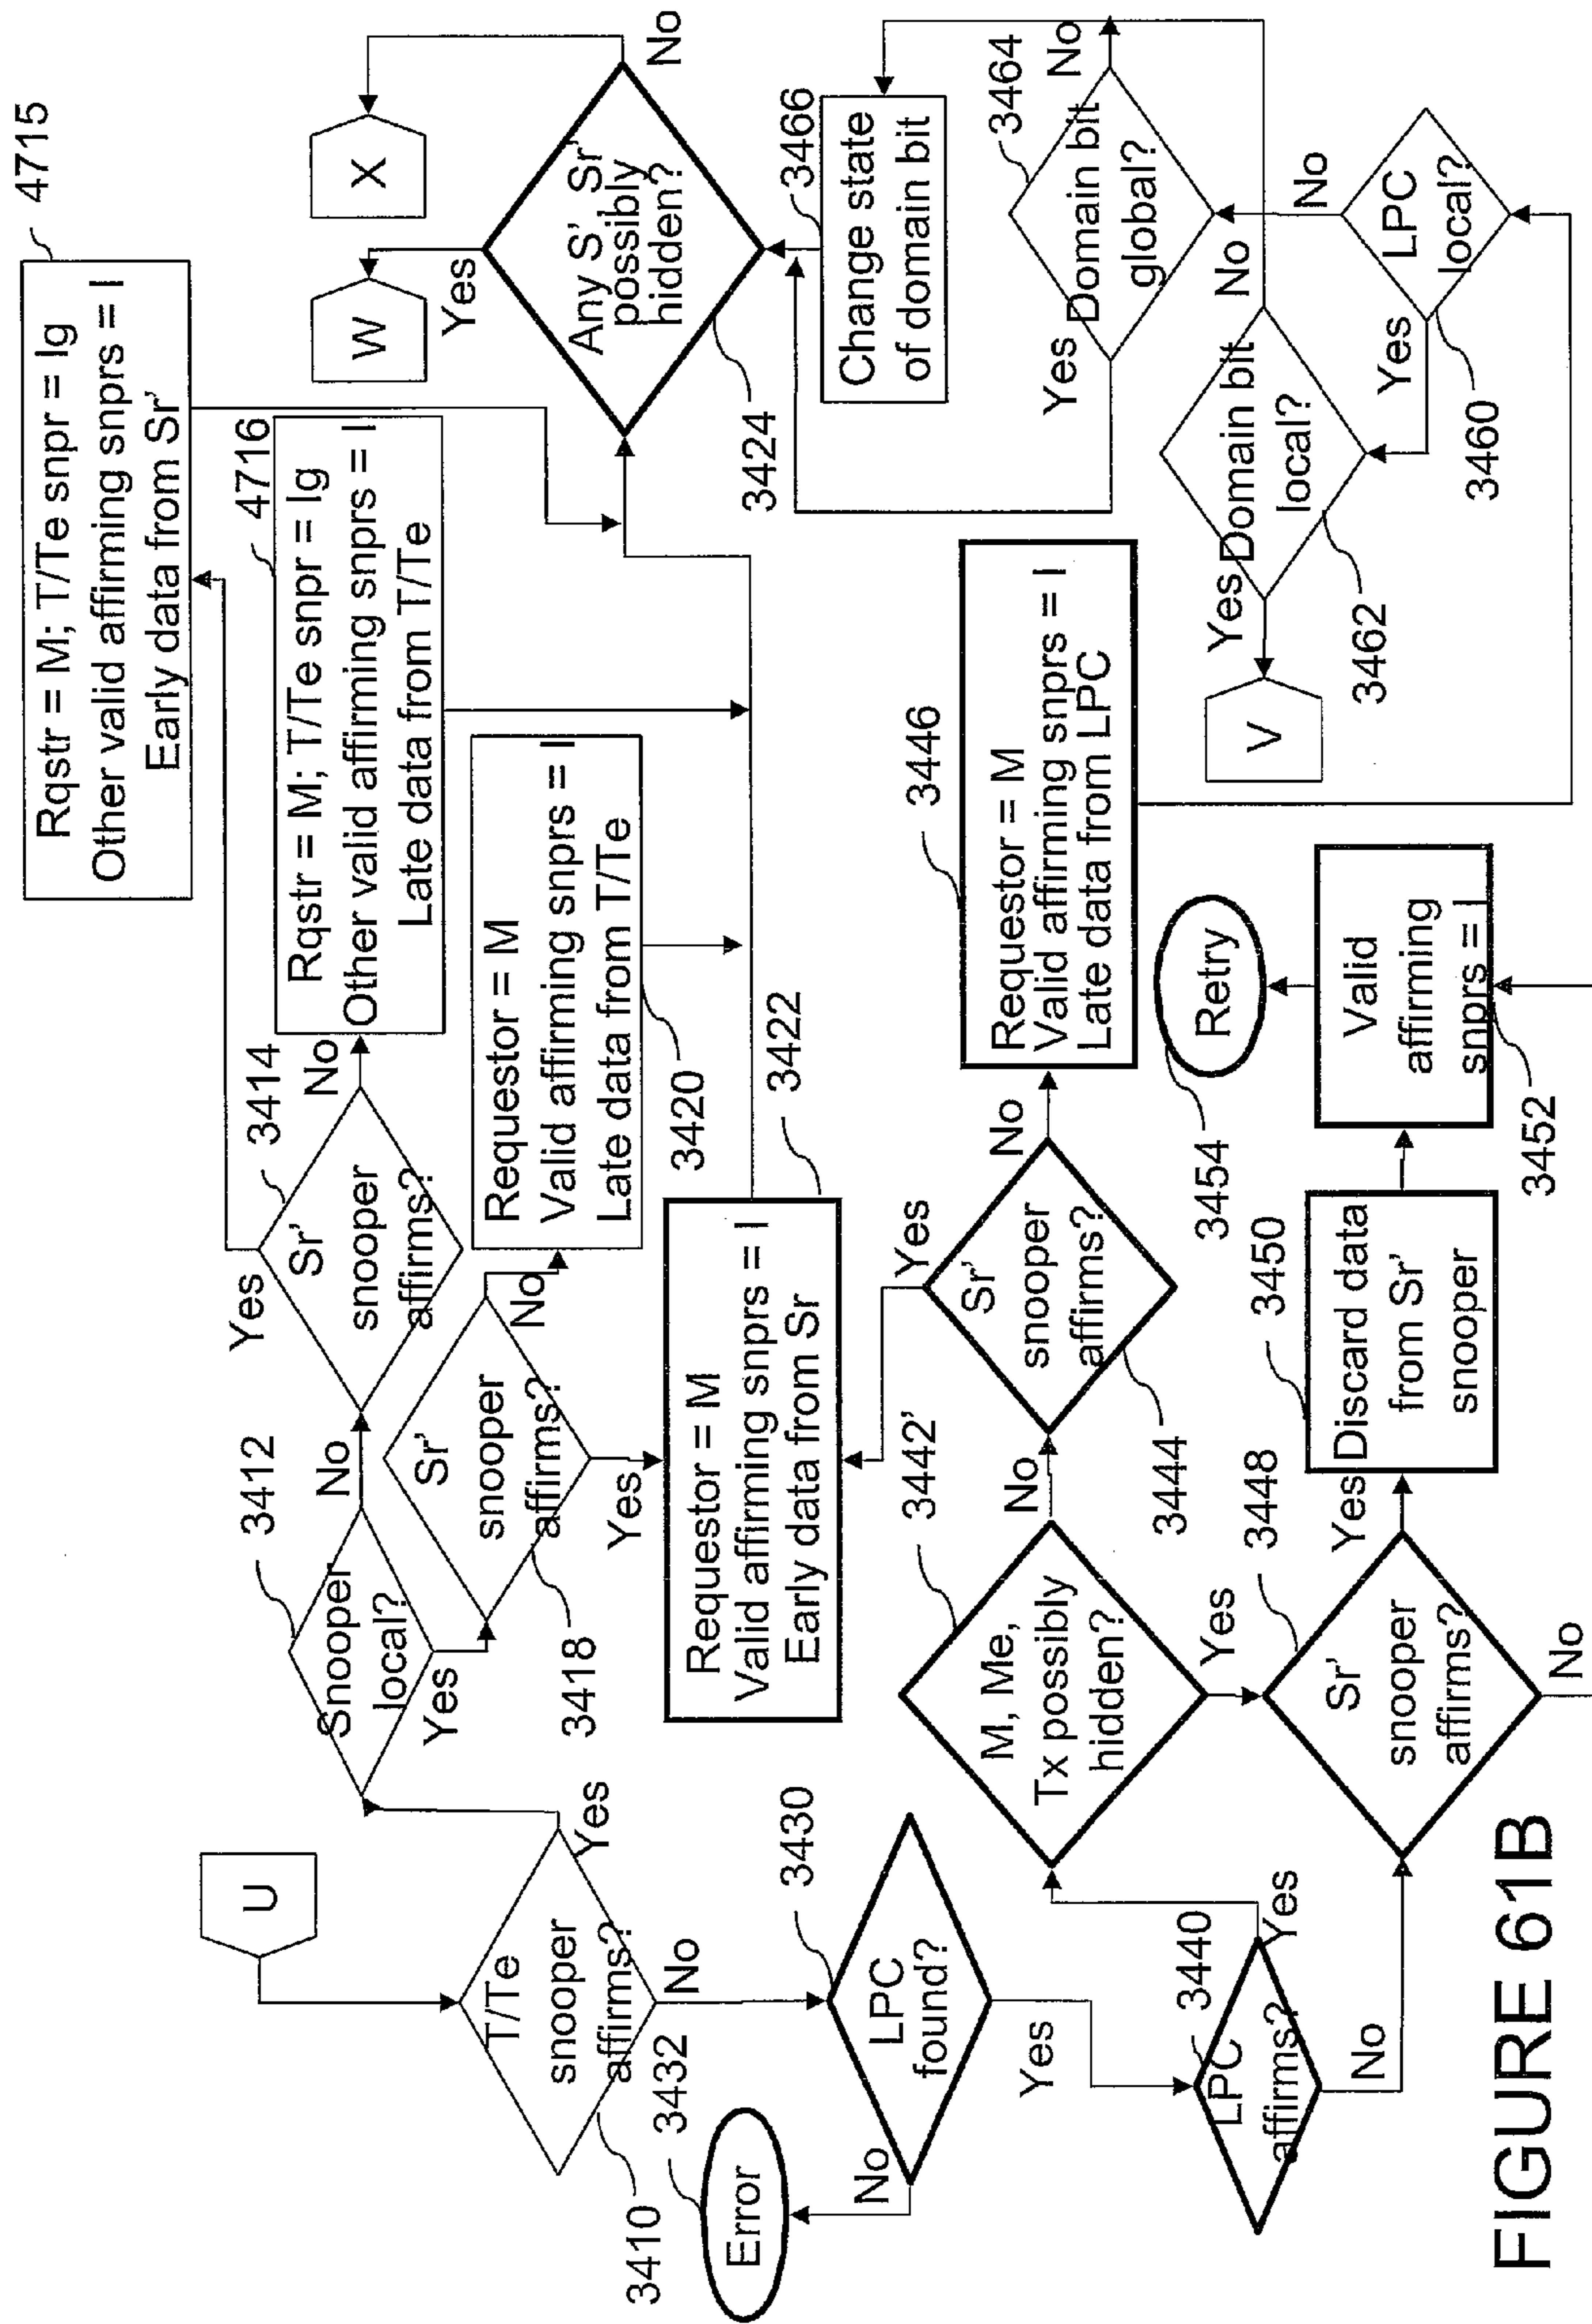 U
T/Te
snooper
affirms?
3410
Yes
No
Snooper
local?
3412
No
Yes
Sr'
snooper
affirms?
3414
Yes
No
Rqstr = M; T/Te snpr = Ig
Other valid affirming snprs = I
Early data from Sr'
4715
Rqstr = M; T/Te snpr = Ig
Other valid affirming snprs = I
Late data from T/Te
4716
Sr'
snooper
affirms?
3418
No
Yes
Requestor = M
Valid affirming snprs = I
Late data from T/Te
3420
Requestor = M
Valid affirming snprs = I
Early data from Sr
3422
Any S', Sr'
possibly
hidden?
3424
Yes
No
W
X
Error
3432
LPC
found?
3430
No
Yes
LPC
affirms?
3440
Yes
No
M, Me,
Tx possibly
hidden?
3442'
No
Yes
Sr'
snooper
affirms?
3444
Yes
No
Requestor = M
Valid affirming snprs = I
Late data from LPC
3446
Sr'
snooper
affirms?
3448
Yes
No
Discard data
from Sr'
snooper
3450
Valid
affirming
snprs = I
3452
Retry
3454
LPC
local?
3460
Yes
No
Domain bit
local?
3462
Yes
No
V
Domain bit
global?
3464
Yes
No
Change state
of domain bit
3466
FIGURE 61B